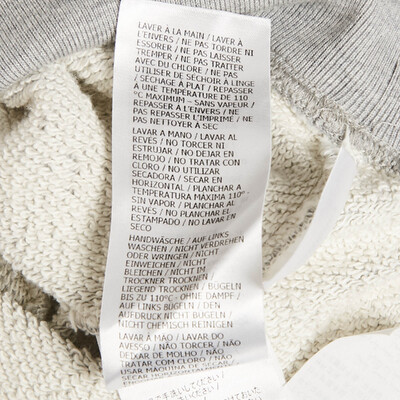 LAVER À LA MAIN / LAVER À
L'ENVERS / NE PAS TORDRE NI
ESSORER / NE PAS LAISSER
TREMPER / NE PAS TRAITER
AVEC DU CHLORE / NE PAS
UTILISER DE SÉCHOIR À LINGE
/ SÉCHAGE À PLAT / REPASSER
A UNE TEMPÉRATURE DE 110
°C MAXIMUM – SANS VAPEUR /
REPASSER À L'ENVERS / NE
PAS REPASSER L'IMPRIMÉ / NE
PAS NETTOYER À SEC
LAVAR A MANO / LAVAR AL
REVÉS / NO TORCER NI
ESTRUJAR / NO DEJAR EN
REMOJO / NO TRATAR CON
CLORO / NO UTILIZAR
SECADORA / SECAR EN
HORIZONTAL / PLANCHAR A
TEMPERATURA MAXIMA 110° -
SIN VAPOR / PLANCHAR AL
REVÉS / NO PLANCHAR EL
ESTAMPADO / NO LAVAR EN
SECO
HANDWÄSCHE / AUF LINKS
WASCHEN / NICHT VERDREHEN
ODER WRINGEN / NICHT
EINWEICHEN / NICHT
BLEICHEN / NICHT IM
TROCKNER TROCKNEN /
LIEGEND TROCKNEN / BÜGELN
BIS ZU 110°C - OHNE DAMPF /
AUF LINKS BÜGELN / DEN
AUFDRUCK NICHT BÜGELN /
NICHT CHEMISCH REINIGEN
LAVAR À MÃO / LAVAR DO
AVESSO / NÃO TORCER / NÃO
DEIXAR DE MOLHO / NÃO
TRATAR COM CLORO / NÃO
USAR MÁQUINA DE SECAR /
SECAR HORIZONTAL